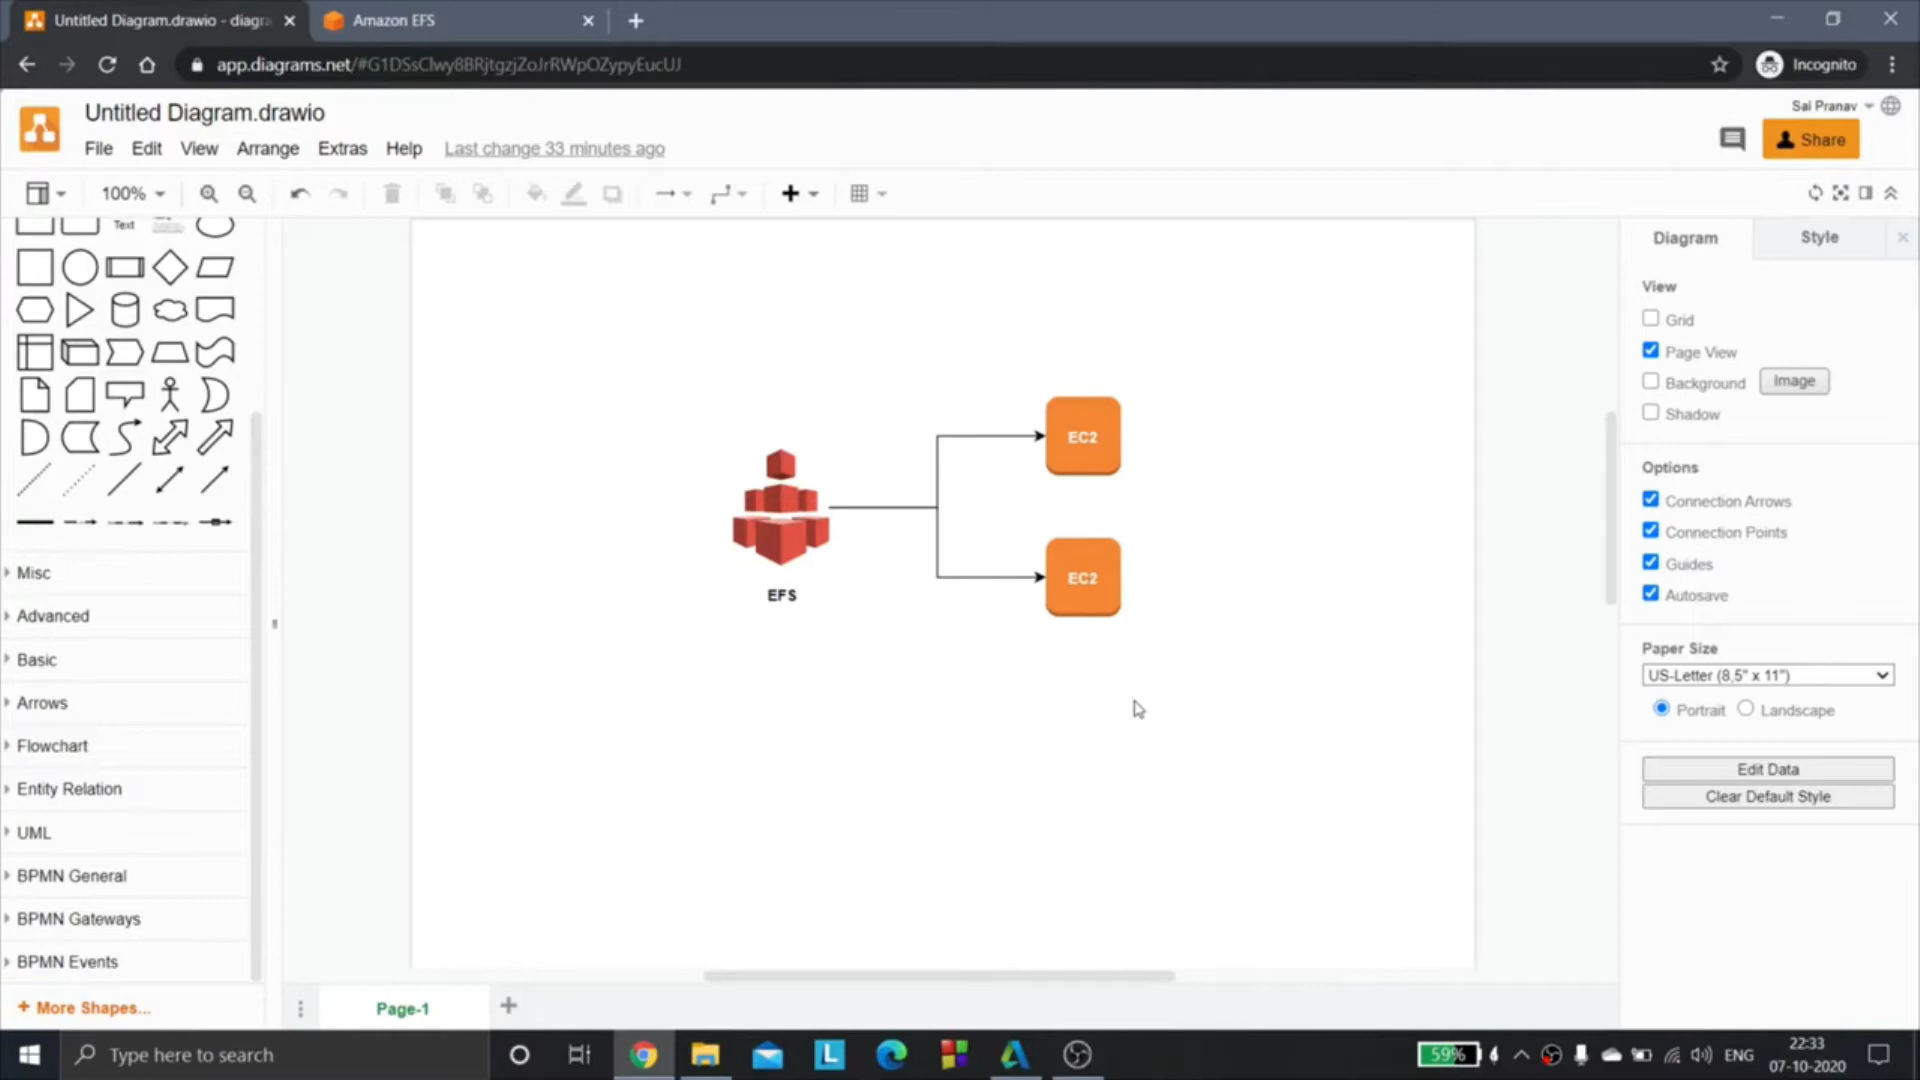 Untitled Diagram.drawio - diagra
Amazon EFS
app.diagrams.net/#G1DSsClwy8BRjtgzjZoJrRWpOZypyEucUJ
Incognito
Untitled Diagram.drawio
Sai Pranav
File Edit View Arrange Extras Help Last change 33 minutes ago
Share
100%
Text
Diagram
Style
View
Grid
Page View
Background
Image
Shadow
Options
Connection Arrows
Connection Points
Guides
Autosave
Paper Size
US-Letter (8,5" x 11")
Portrait
Landscape
Edit Data
Clear Default Style
EC2
EC2
EFS
Misc
Advanced
Basic
Arrows
Flowchart
Entity Relation
UML
BPMN General
BPMN Gateways
BPMN Events
+ More Shapes...
Page-1
Type here to search
L
59%
ENG
22:33
07-10-2020